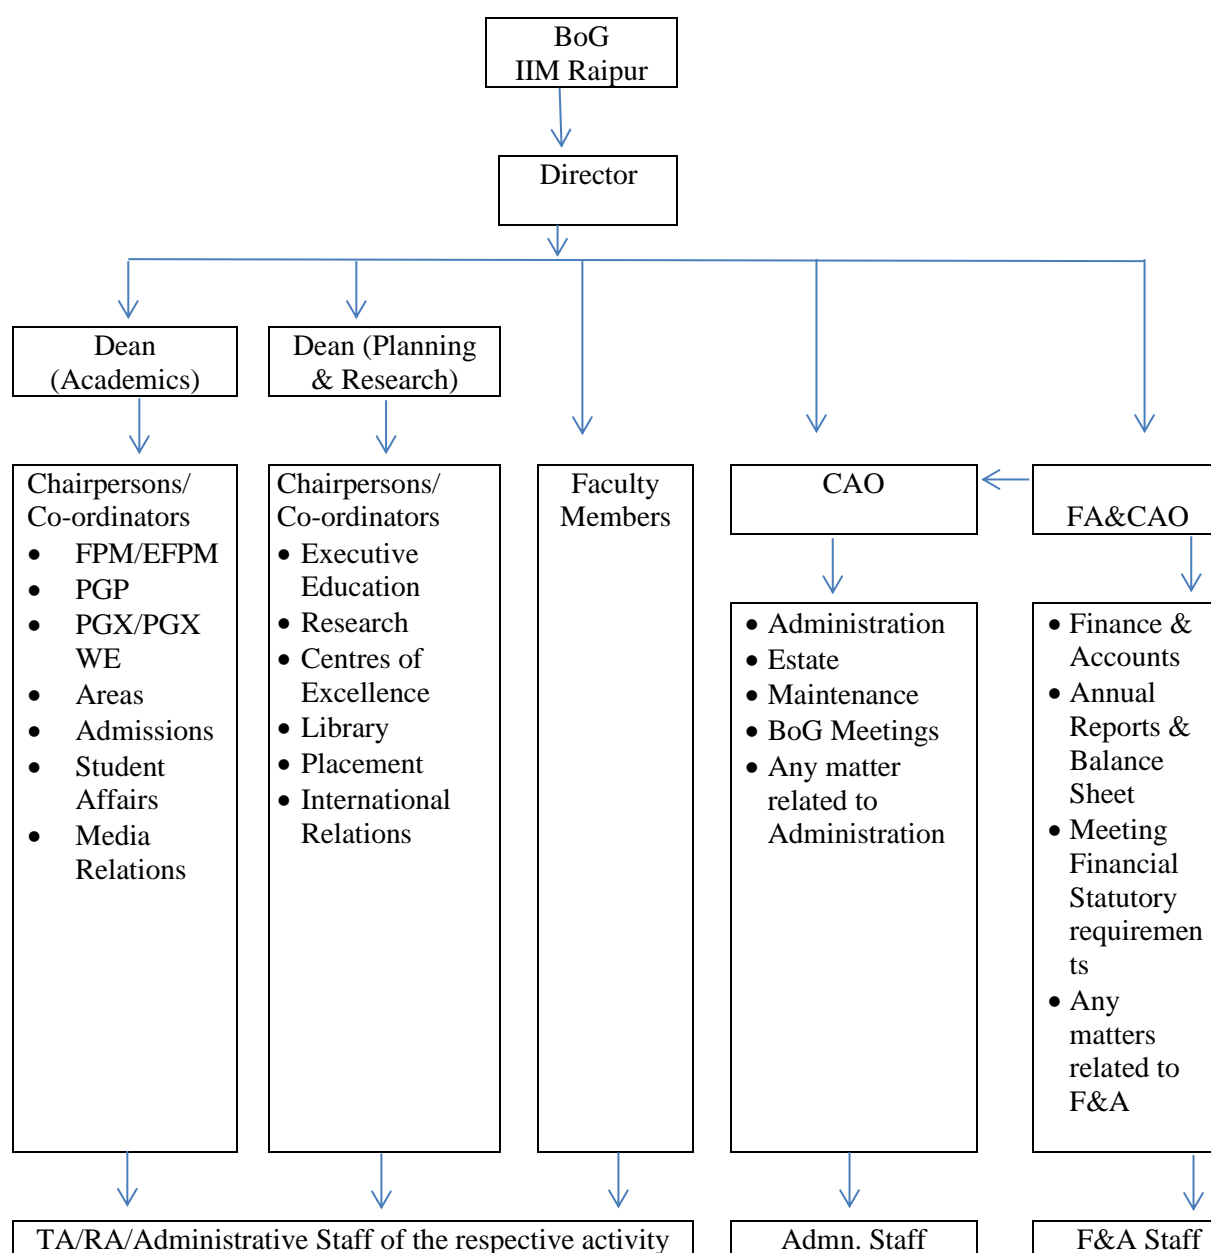 BoG
IIM Raipur
Director
Dean
(Academics)
Dean (Planning
& Research)
Chairpersons/
Co-ordinators
• FPM/EFPM
• PGP
• PGX/PGX
WE
• Areas
• Admissions
• Student
Affairs
• Media
Relations
Chairpersons/
Co-ordinators
• Executive
Education
• Research
• Centres of
Excellence
• Library
• Placement
• International
Relations
Faculty
Members
CAO
• Administration
• Estate
• Maintenance
• BoG Meetings
• Any matter
related to
Administration
FA&CAO
• Finance &
Accounts
• Annual
Reports &
Balance
Sheet
• Meeting
Financial
Statutory
requiremen
ts
• Any
matters
related to
F&A
TA/RA/Administrative Staff of the respective activity
Admn. Staff
F&A Staff